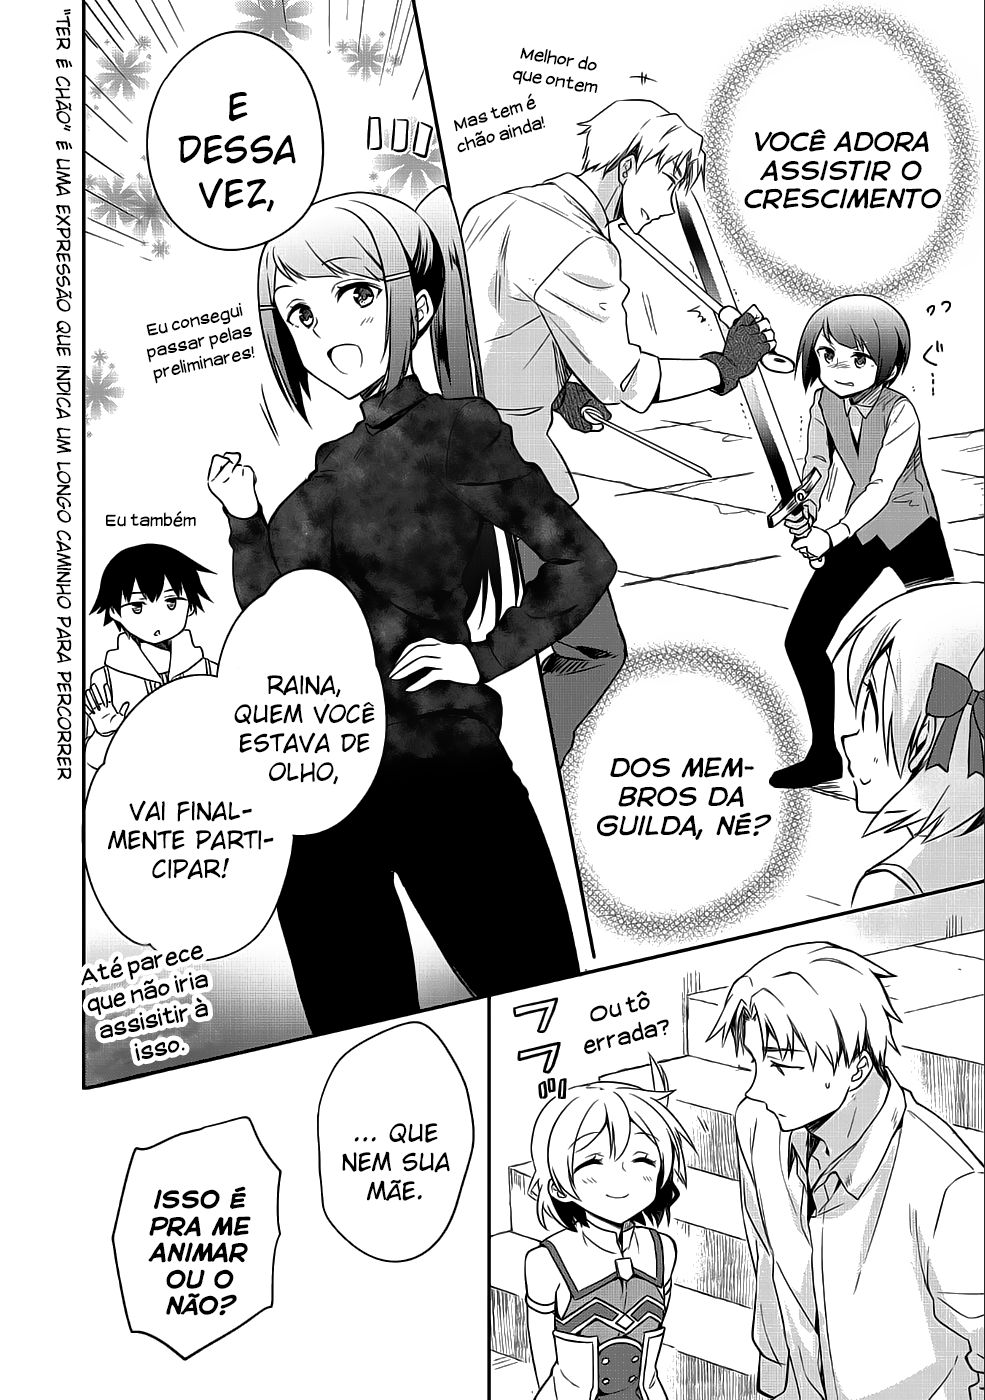 Melhor do
que ontem
Mas tem é
chão ainda!
VOCÊ ADORA
ASSISTIR O
CRESCIMENTO
DOS MEM-
BROS DA
GUILDA, NÉ?
E
DESSA
VEZ,
Eu consegui
passar pelas
preliminares!
Eu também
RAINA,
QUEM VOCÊ
ESTAVA DE
OLHO,
VAI FINAL-
MENTE PARTI-
CIPAR!
Até parece
que não iria
assisitir à
isso.
"TER É CHÃO" É UMA EXPRESSÃO QUE INDICA UM LONGO CAMINHO PARA PERCORRER
Ou tô
errada?
フフ
... QUE
NEM SUA
MÃE.
ISSO É
PRA ME
ANIMAR
OU O
NÃO?